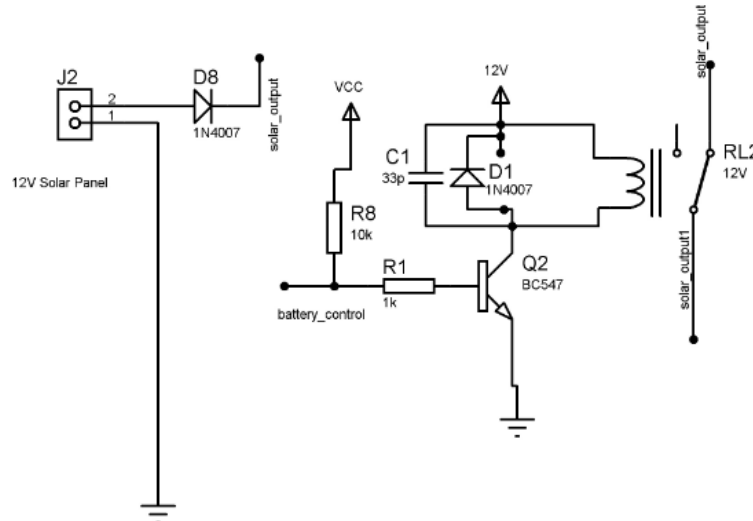 J2
2
1
12V Solar Panel
D8
1N4007
solar_output
VCC
R8
10k
R1
1k
battery_control
12V
C1
33p
D1
1N4007
Q2
BC547
solar_output
RL2
12V
solar_output1